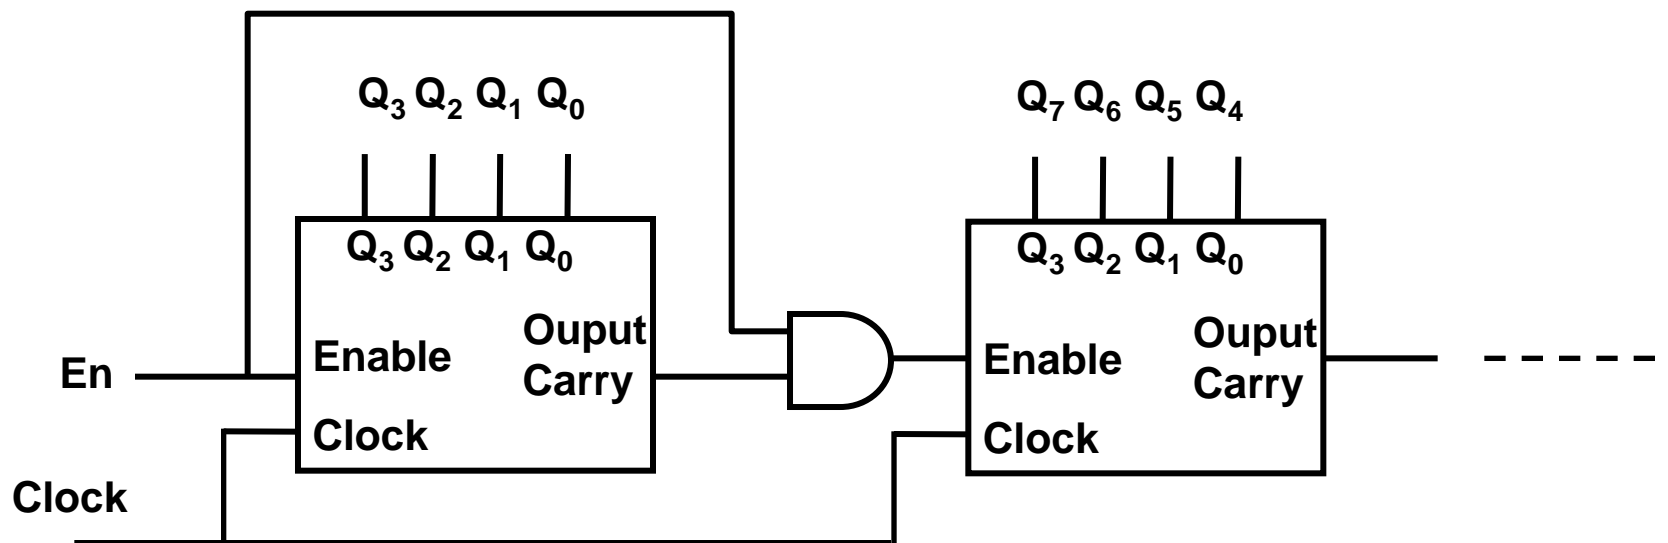 Q3 Q2 Q1 Q0
Q7 Q6 Q5 Q4
Q3 Q2 Q1 Q0
Q3 Q2 Q1 Q0
En
Enable
Ouput
Carry
Clock
Enable
Ouput
Carry
Clock
Clock